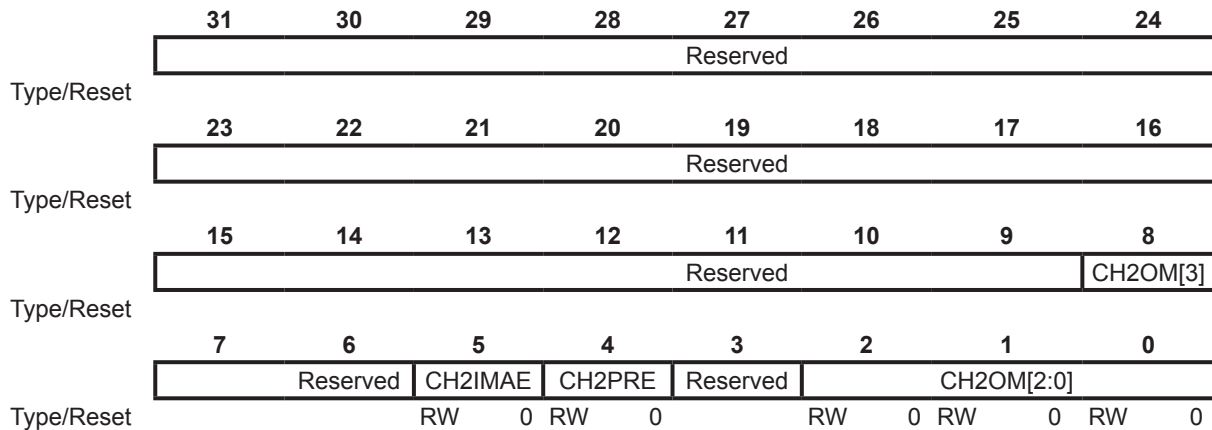 31 30 29 28 27 26 25 24
Reserved
Type/Reset
23 22 21 20 19 18 17 16
Reserved
Type/Reset
15 14 13 12 11 10 9 8
Reserved CH2OM[3]
Type/Reset
7 6 5 4 3 2 1 0
Reserved CH2IMAE CH2PRE Reserved CH2OM[2:0]
Type/Reset RW 0 RW 0 RW 0 RW 0 RW 0